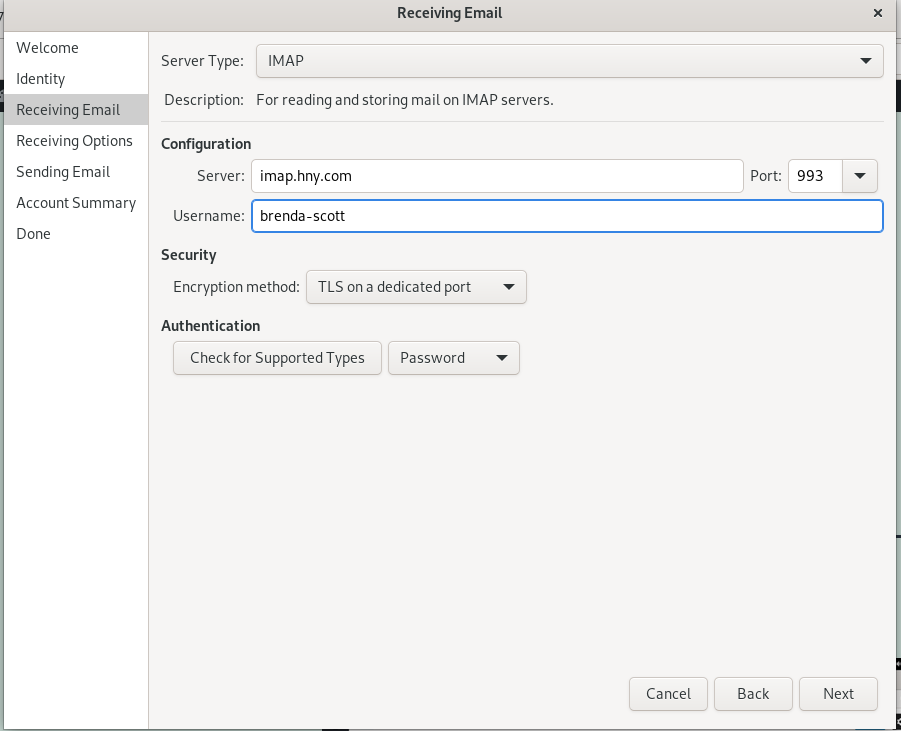 Receiving Email
Welcome
Identity
Receiving Email
Receiving Options
Sending Email
Account Summary
Done
Server Type: IMAP
Description: For reading and storing mail on IMAP servers.
Configuration
Server: imap.hny.com Port: 993
Username: brenda-scott
Security
Encryption method: TLS on a dedicated port
Authentication
Check for Supported Types Password
Cancel Back Next